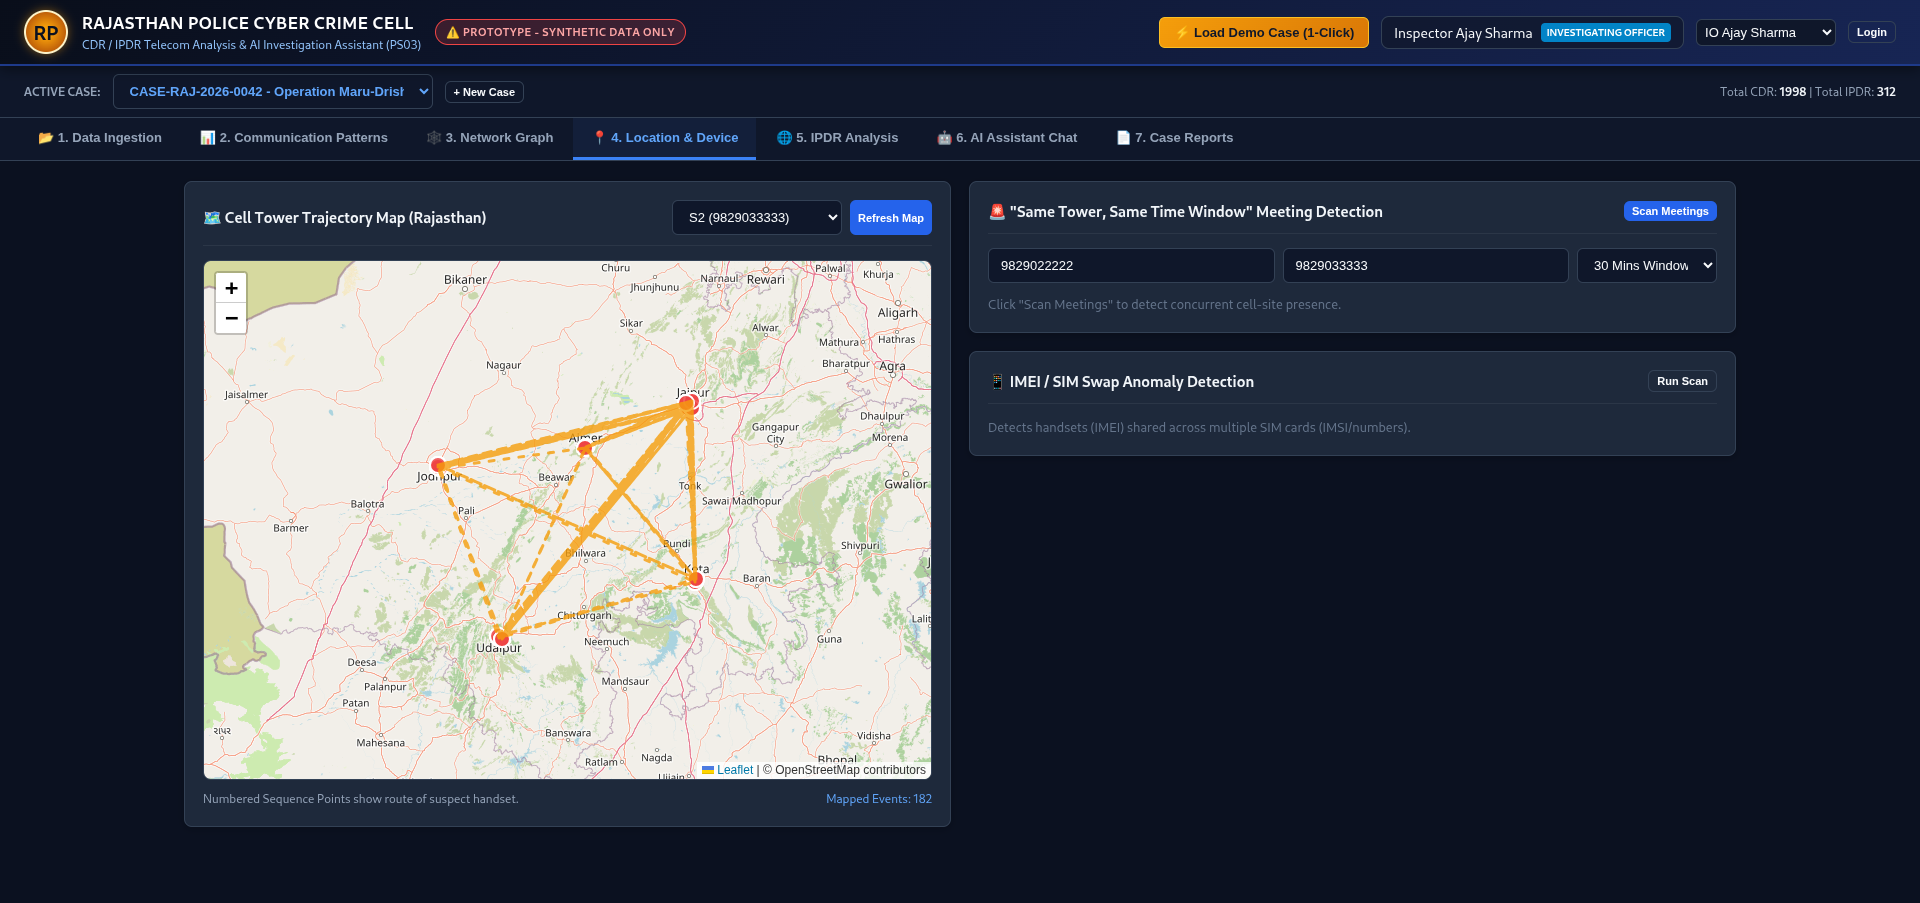 RP
RAJASTHAN POLICE CYBER CRIME CELL
CDR / IPDR Telecom Analysis & AI Investigation Assistant (PS03)
⚠️ PROTOTYPE - SYNTHETIC DATA ONLY
⚡ Load Demo Case (1-Click)
Inspector Ajay Sharma INVESTIGATING OFFICER
IO Ajay Sharma
Login
ACTIVE CASE:
CASE-RAJ-2026-0042 - Operation Maru-Drish
+ New Case
Total CDR: 1998 | Total IPDR: 312
1. Data Ingestion
2. Communication Patterns
3. Network Graph
4. Location & Device
5. IPDR Analysis
6. AI Assistant Chat
7. Case Reports
Cell Tower Trajectory Map (Rajasthan)
S2 (9829033333)
Refresh Map
+
−
Bikaner
Churu
Jhunjhunu
Narnaul
Rewari
Palwal
Khurja
Aligarh
Sikar
Alwar
Hathras
Mathura
Nagaur
Bharatpur
Agra
Jaisalmer
Jaipur
Dhaulpur
Gangapur
City
Morena
Ajmer
Jodhpur
Beawar
Tonk
Sawai Madhopur
Gwalior
Balotra
Pali
Barmer
Bhilwara
Bundi
Shivpuri
Kota
Baran
Chittorgarh
Udaipur
Neemuch
Guna
Lalit
Deesa
Palanpur
Mandsaur
Patan
Mahesana
Banswara
Vidisha
Ratlam
Nagda
Bhopal
Ujjain
Leaflet | © OpenStreetMap contributors
Numbered Sequence Points show route of suspect handset.
Mapped Events: 182
"Same Tower, Same Time Window" Meeting Detection
Scan Meetings
9829022222
9829033333
30 Mins Window
Click "Scan Meetings" to detect concurrent cell-site presence.
IMEI / SIM Swap Anomaly Detection
Run Scan
Detects handsets (IMEI) shared across multiple SIM cards (IMSI/numbers).